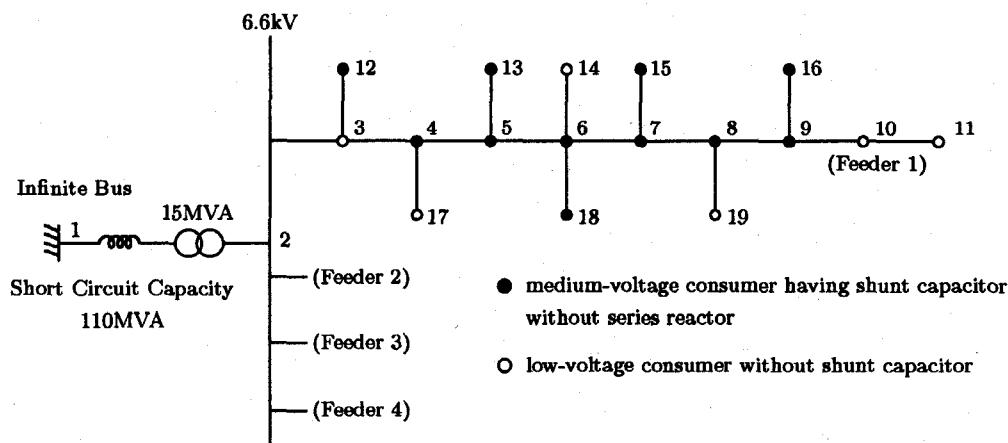 6.6kV
12
13
14
15
16
3
4
5
6
7
8
9
10
11
(Feeder 1)
17
18
19
Infinite Bus
1
15MVA
2
Short Circuit Capacity
110MVA
(Feeder 2)
(Feeder 3)
(Feeder 4)
medium-voltage consumer having shunt capacitor
without series reactor
low-voltage consumer without shunt capacitor